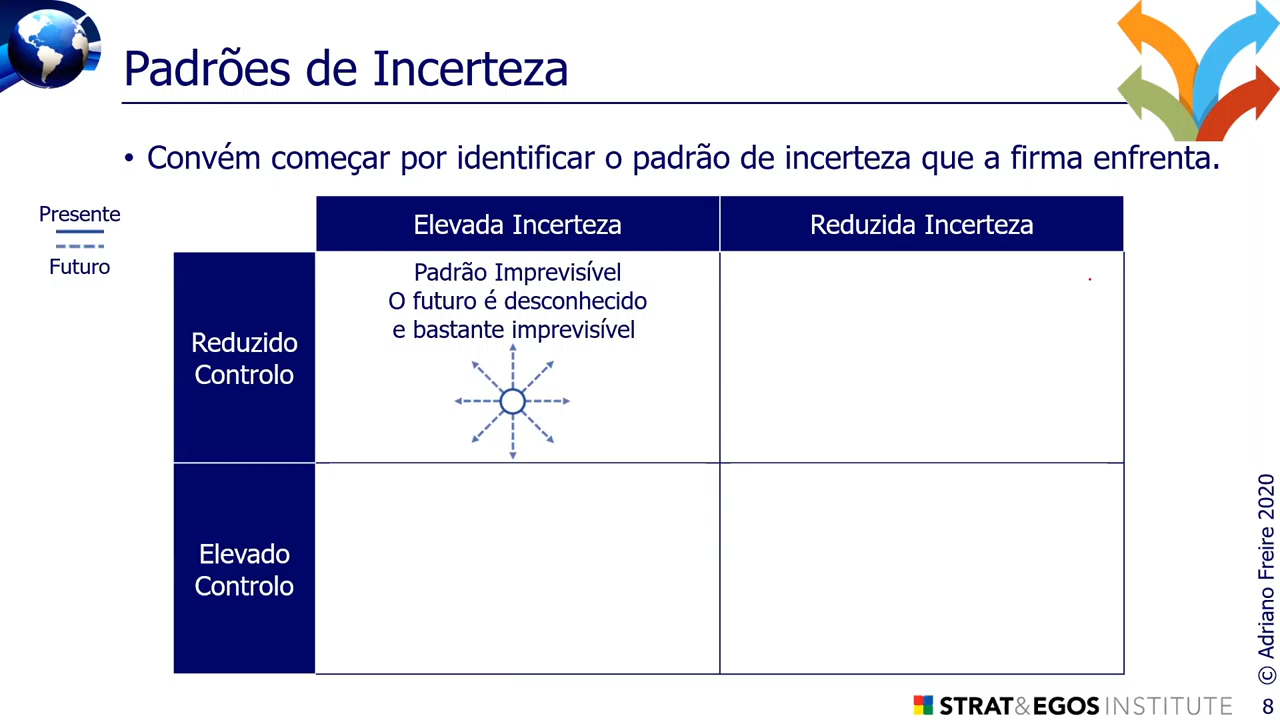 Padrões de Incerteza
• Convém começar por identificar o padrão de incerteza que a firma enfrenta.
Presente
Futuro
Elevada Incerteza
Reduzida Incerteza
Reduzido
Controlo
Padrão Imprevisível
O futuro é desconhecido
e bastante imprevisível
Elevado
Controlo
© Adriano Freire 2020
STRAT&EGOS INSTITUTE
8